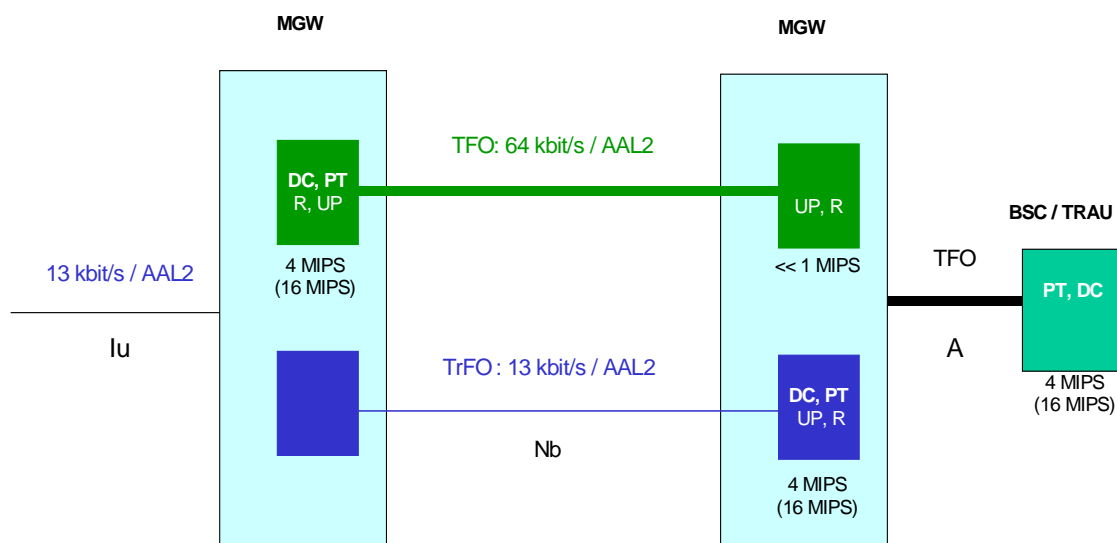 MGW
MGW
TFO: 64 kbit/s / AAL2
DC, PT
R, UP
UP, R
BSC / TRAU
13 kbit/s / AAL2
4 MIPS
(16 MIPS)
<< 1 MIPS
TFO
PT, DC
Iu
TrFO : 13 kbit/s / AAL2
A
4 MIPS
(16 MIPS)
DC, PT
UP, R
Nb
4 MIPS
(16 MIPS)